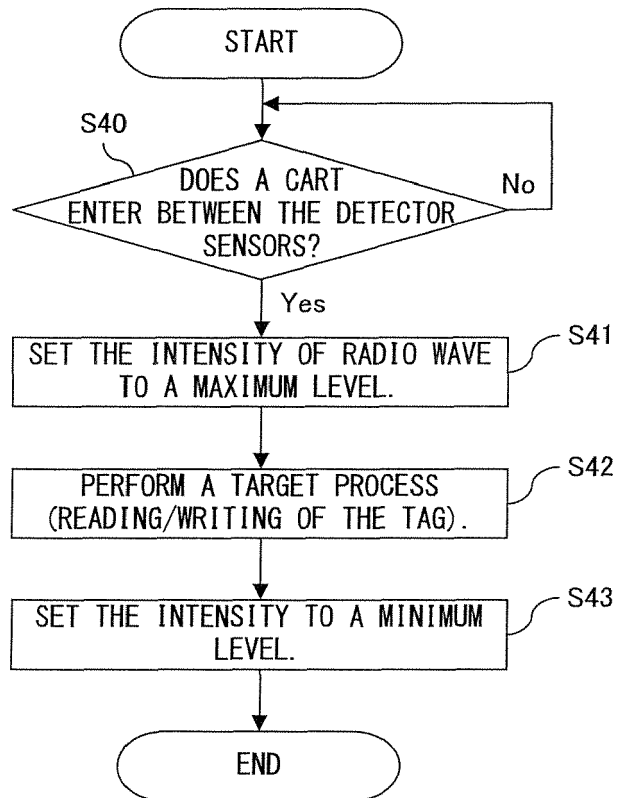 START
S40
DOES A CART
ENTER BETWEEN THE DETECTOR
SENSORS?
No
Yes
SET THE INTENSITY OF RADIO WAVE
TO A MAXIMUM LEVEL.
S41
PERFORM A TARGET PROCESS
(READING/WRITING OF THE TAG).
S42
SET THE INTENSITY TO A MINIMUM
LEVEL.
S43
END